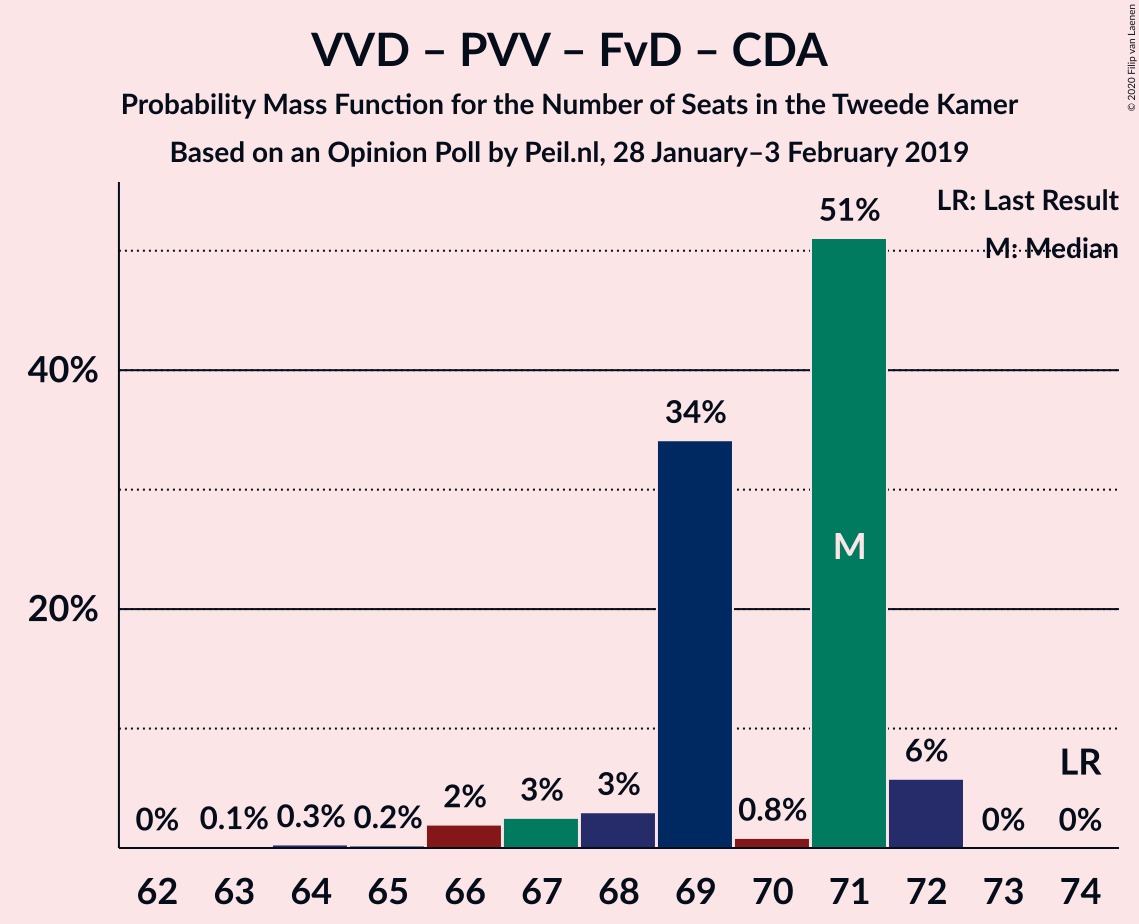 VVD – PVV – FvD – CDA
Probability Mass Function for the Number of Seats in the Tweede Kamer
Based on an Opinion Poll by Peil.nl, 28 January–3 February 2019
© 2020 Filip van Laenen
LR: Last Result
M: Median
51%
40%
34%
M
20%
6%
LR
0%
0.1%
0.3%
0.2%
2%
3%
3%
0.8%
0%
0%
62 63 64 65 66 67 68 69 70 71 72 73 74